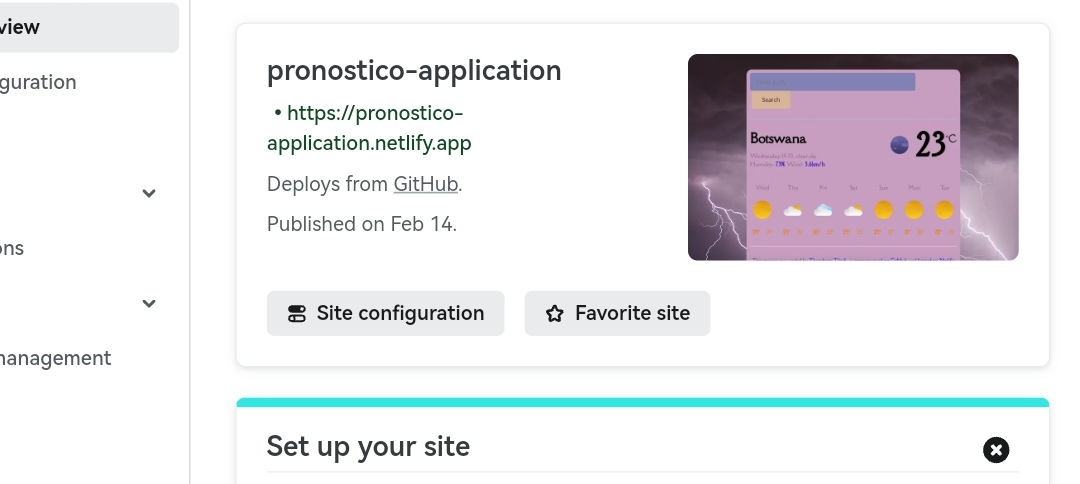 view
guration
ons
management
pronostico-application
• https://pronostico-
application.netlify.app
Deploys from GitHub.
Published on Feb 14.
Search
Botswana
23°C
Wed Thu Fri Sat Sun Mon Tue
Site configuration
Favorite site
Set up your site